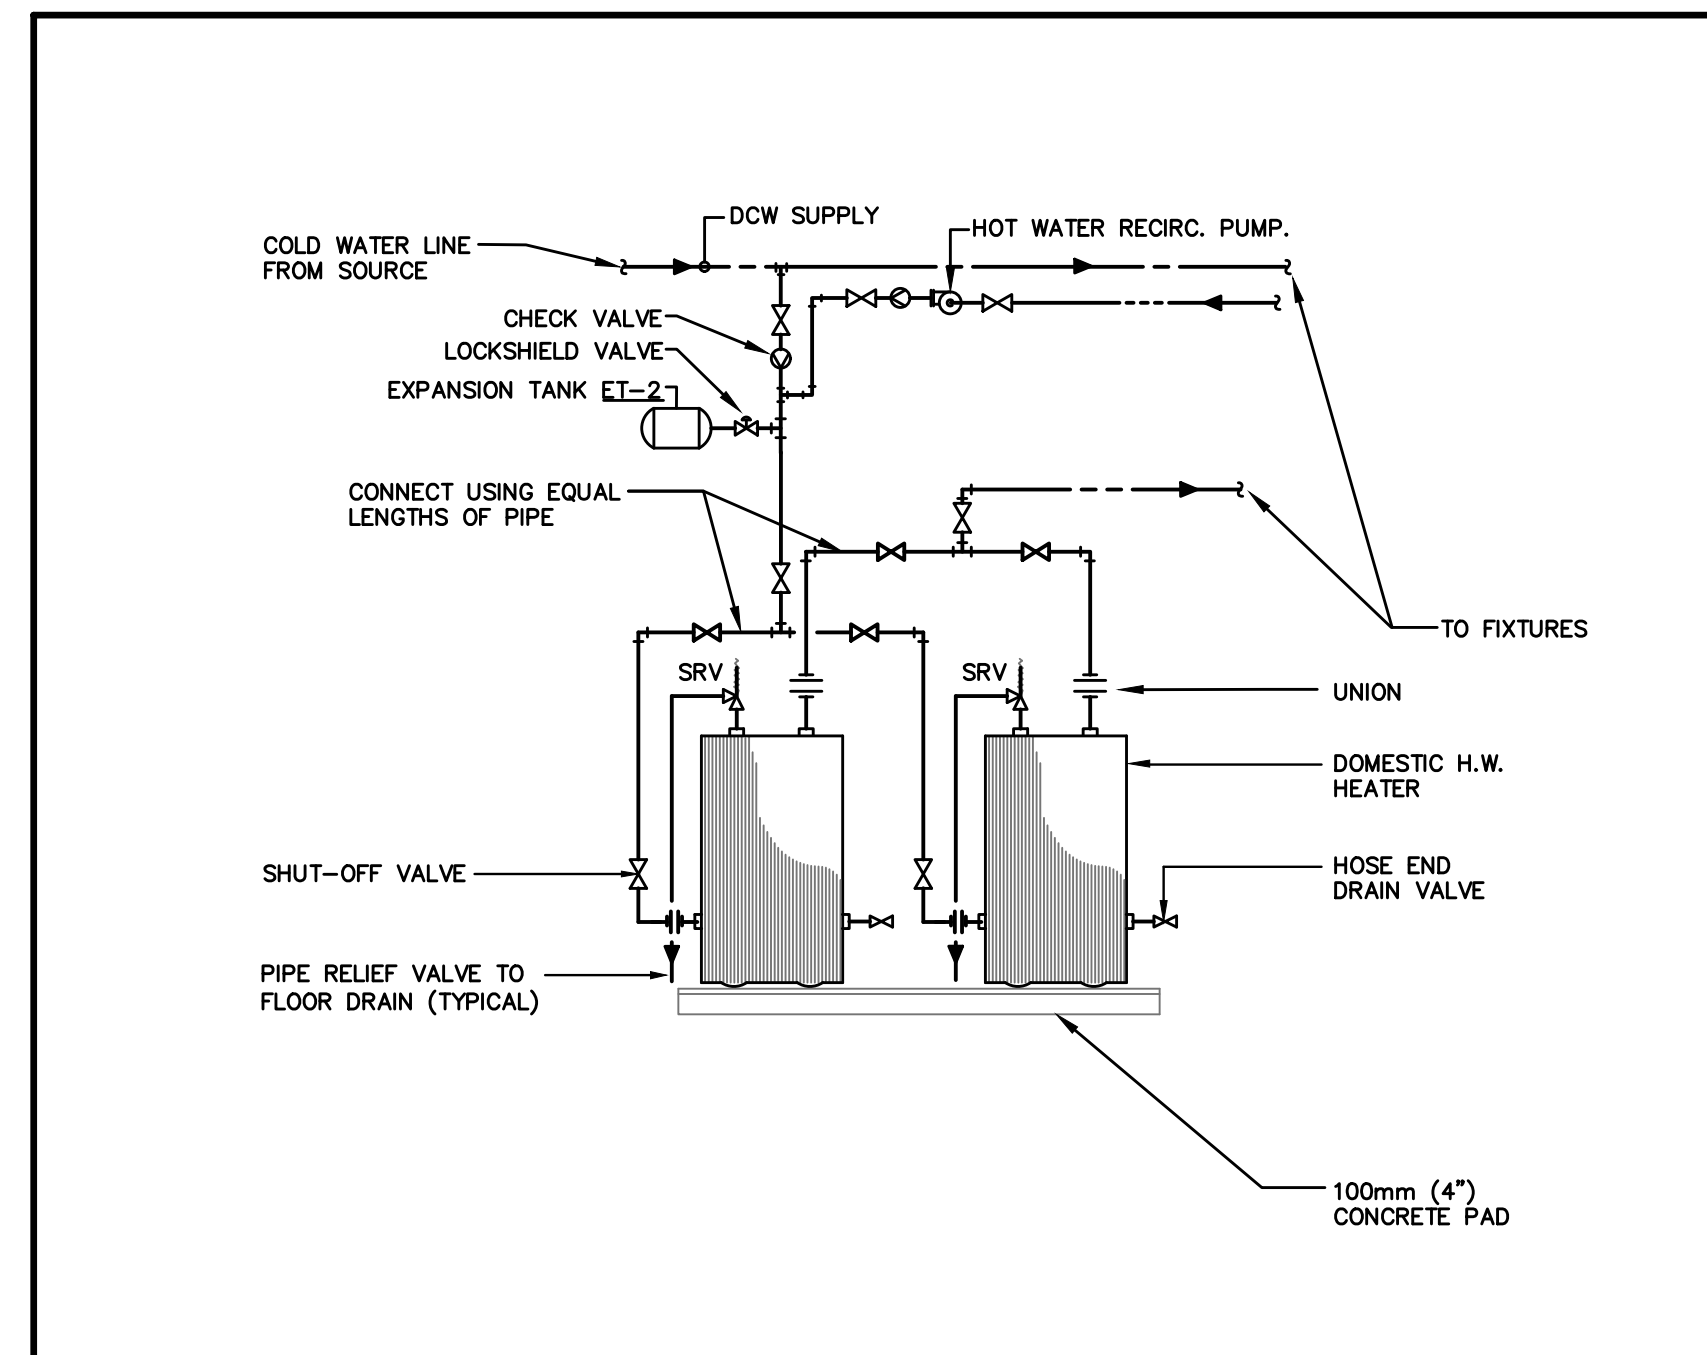 DCW SUPPLY
HOT WATER RECIRC. PUMP.
COLD WATER LINE
FROM SOURCE
CHECK VALVE
LOCKSHIELD VALVE
EXPANSION TANK ET-2
CONNECT USING EQUAL
LENGTHS OF PIPE
TO FIXTURES
SRV
SRV
UNION
DOMESTIC H.W.
HEATER
SHUT-OFF VALVE
HOSE END
DRAIN VALVE
PIPE RELIEF VALVE TO
FLOOR DRAIN (TYPICAL)
100mm (4")
CONCRETE PAD